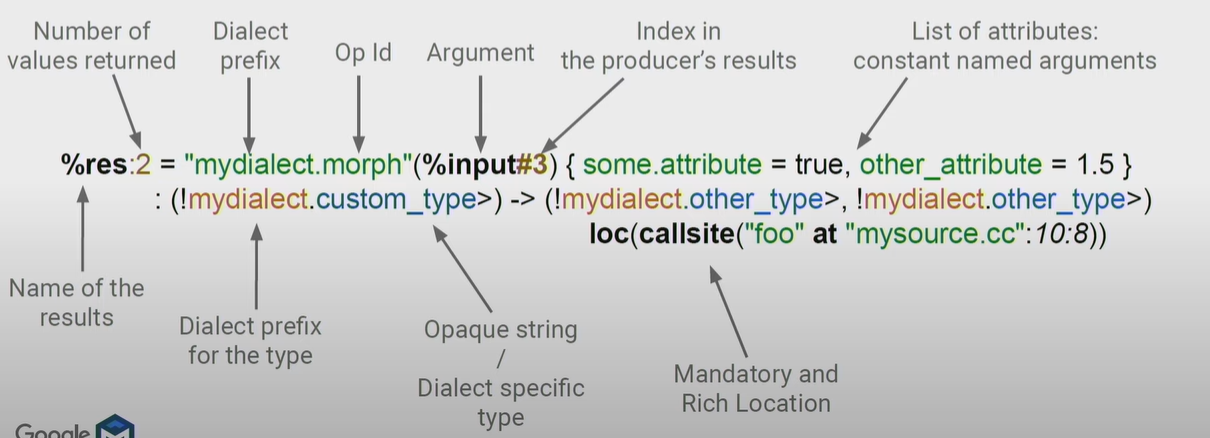 Number of
values returned
Dialect
prefix
Op Id
Argument
Index in
the producer's results
List of attributes:
constant named arguments
%res:2 = "mydialect.morph"(%input#3) { some.attribute = true, other_attribute = 1.5 }
: (!mydialect.custom_type>) -> (!mydialect.other_type>, !mydialect.other_type>)
loc(callsite("foo" at "mysource.cc":10:8))
Name of the
results
Dialect prefix
for the type
Opaque string
/
Dialect specific
type
Mandatory and
Rich Location
Google